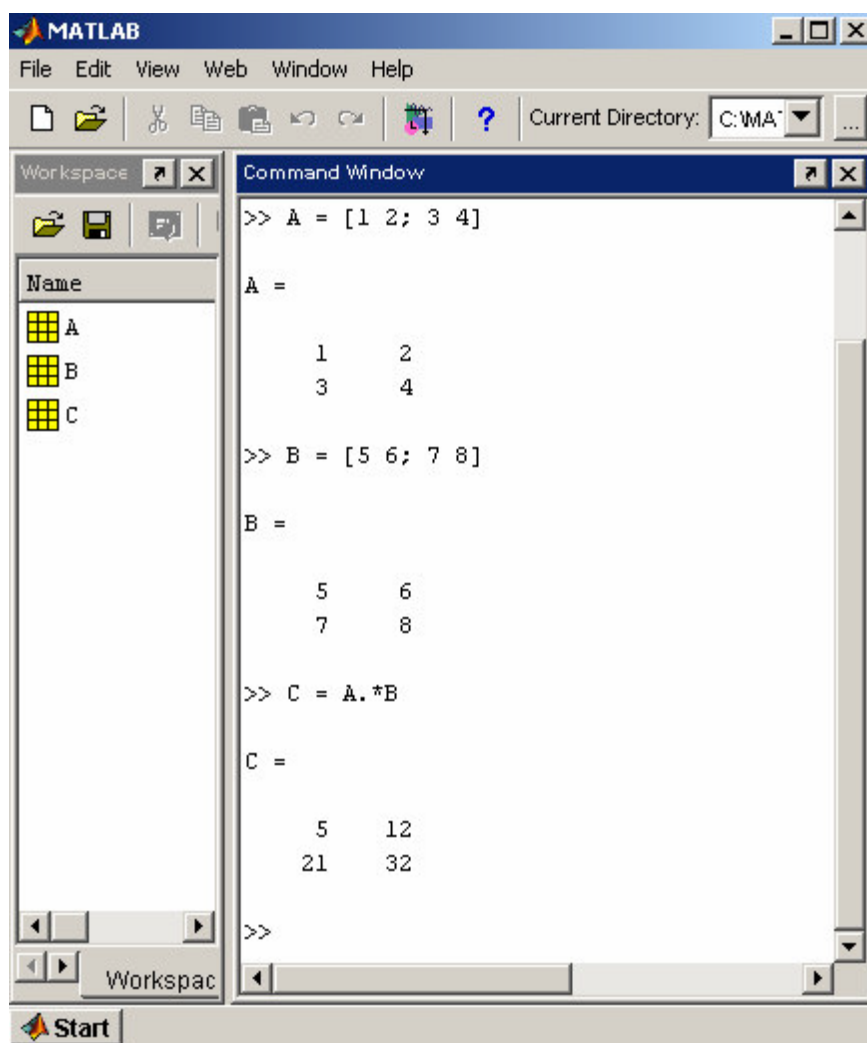 MATLAB
File Edit View Web Window Help
? Current Directory: C:\MAT ...
Workspace
Command Window
Name
A
B
C
>> A = [1 2; 3 4]
A =
1 2
3 4
>> B = [5 6; 7 8]
B =
5 6
7 8
>> C = A.*B
C =
5 12
21 32
>>
Workspac
Start